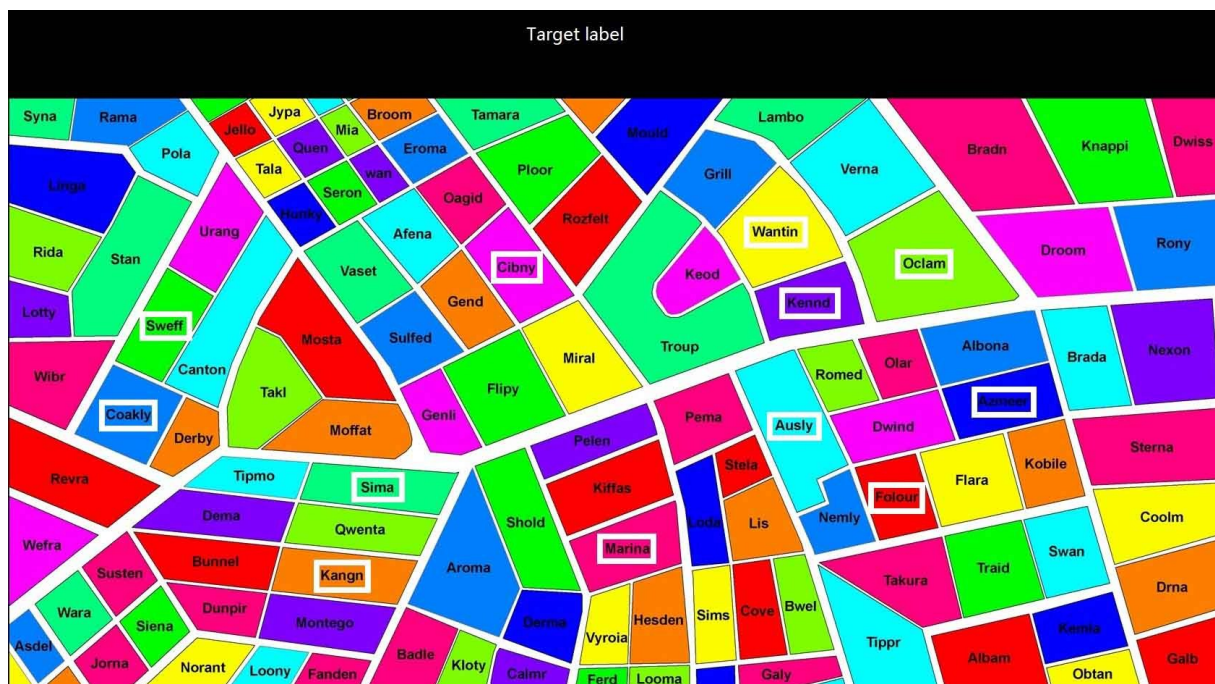 Target label
Syna
Rama
Jello
Jypa
Mia
Broom
Tamara
Mould
Lambo
Bradn
Knappi
Dwiss
Pola
Tala
Quen
wan
Eroma
Ploor
Grill
Verna
Linga
Hunky
Seron
Oagid
Rozfelt
Wantin
Oclam
Droom
Rony
Rida
Stan
Urang
Vaset
Afena
Cibny
Keod
Kennd
Lotty
Sweff
Canton
Mosta
Sulfed
Gend
Miral
Troup
Romed
Olar
Albona
Brada
Nexon
Wibr
Coakly
Derby
Takl
Moffat
Genli
Flipy
Pema
Ausly
Dwind
Azmeer
Sterna
Revra
Tipmo
Sima
Pelen
Kiffas
Stela
Loda
Lis
Nemly
Folour
Flara
Kobile
Coolm
Wefra
Dema
Qwenta
Shold
Marina
Susten
Bunnel
Kangn
Aroma
Takura
Traid
Swan
Drna
Wara
Siena
Dunpir
Montego
Derma
Vyroia
Hesden
Sims
Cove
Bwel
Tippr
Albam
Kemla
Galb
Asdel
Jorna
Norant
Loony
Fanden
Badle
Kloty
Calmr
Ferd
Looma
Galy
Obtan